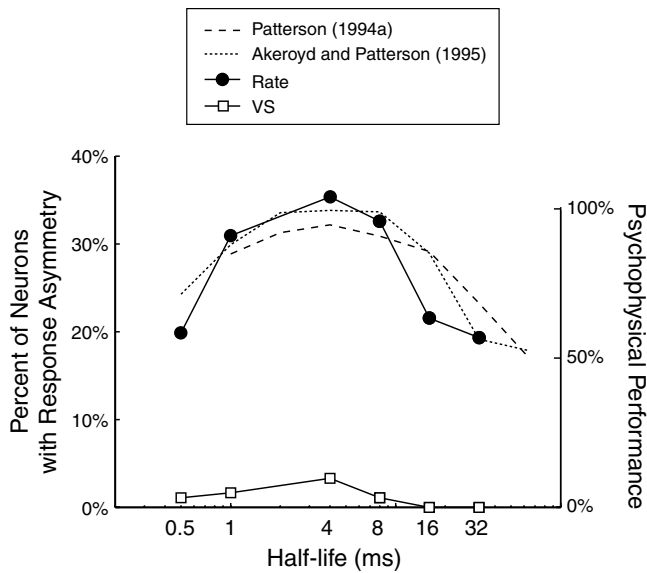 Patterson (1994a)
Akeroyd and Patterson (1995)
Rate
VS
40%
30%
20%
10%
0%
Percent of Neurons
with Response Asymmetry
100%
50%
0%
Psychophysical Performance
0.5 1 4 8 16 32
Half-life (ms)